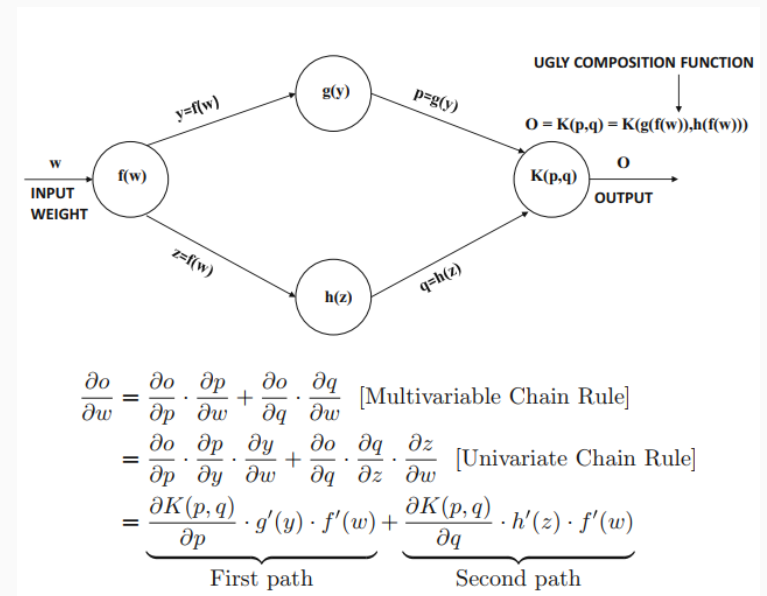 UGLY COMPOSITION FUNCTION
O = K(p,q) = K(g(f(w)),h(f(w)))
g(y)
y=f(w)
p=g(y)
w
INPUT
WEIGHT
f(w)
K(p,q)
O
OUTPUT
z=f(w)
q=h(z)
h(z)
∂o/∂w = ∂o/∂p · ∂p/∂w + ∂o/∂q · ∂q/∂w [Multivariable Chain Rule]
= ∂o/∂p · ∂p/∂y · ∂y/∂w + ∂o/∂q · ∂q/∂z · ∂z/∂w [Univariate Chain Rule]
= ∂K(p, q)/∂p · g′(y) · f′(w) + ∂K(p, q)/∂q · h′(z) · f′(w)
First path Second path